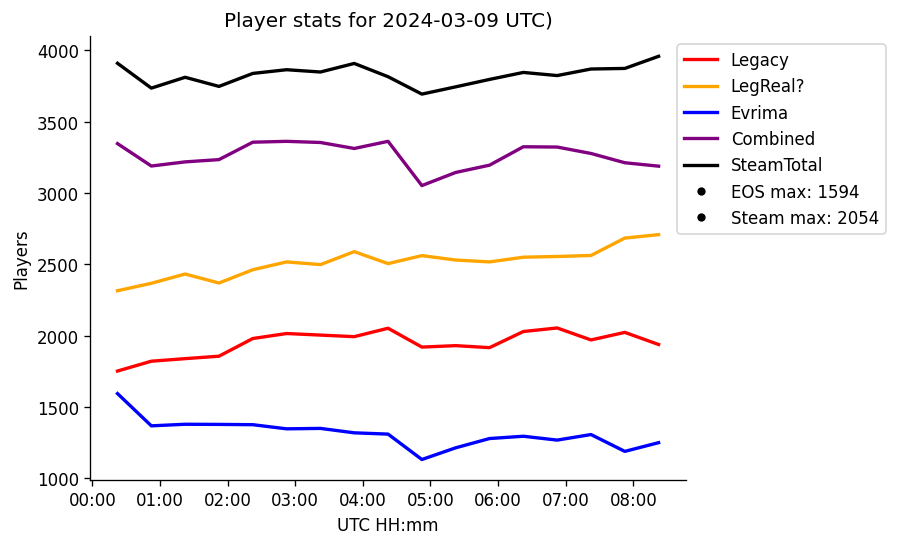 Player stats for 2024-03-09 UTC)
4000
3500
3000
2500
2000
1500
1000
Players
00:00 01:00 02:00 03:00 04:00 05:00 06:00 07:00 08:00
UTC HH:mm
Legacy
LegReal?
Evrima
Combined
SteamTotal
EOS max: 1594
Steam max: 2054